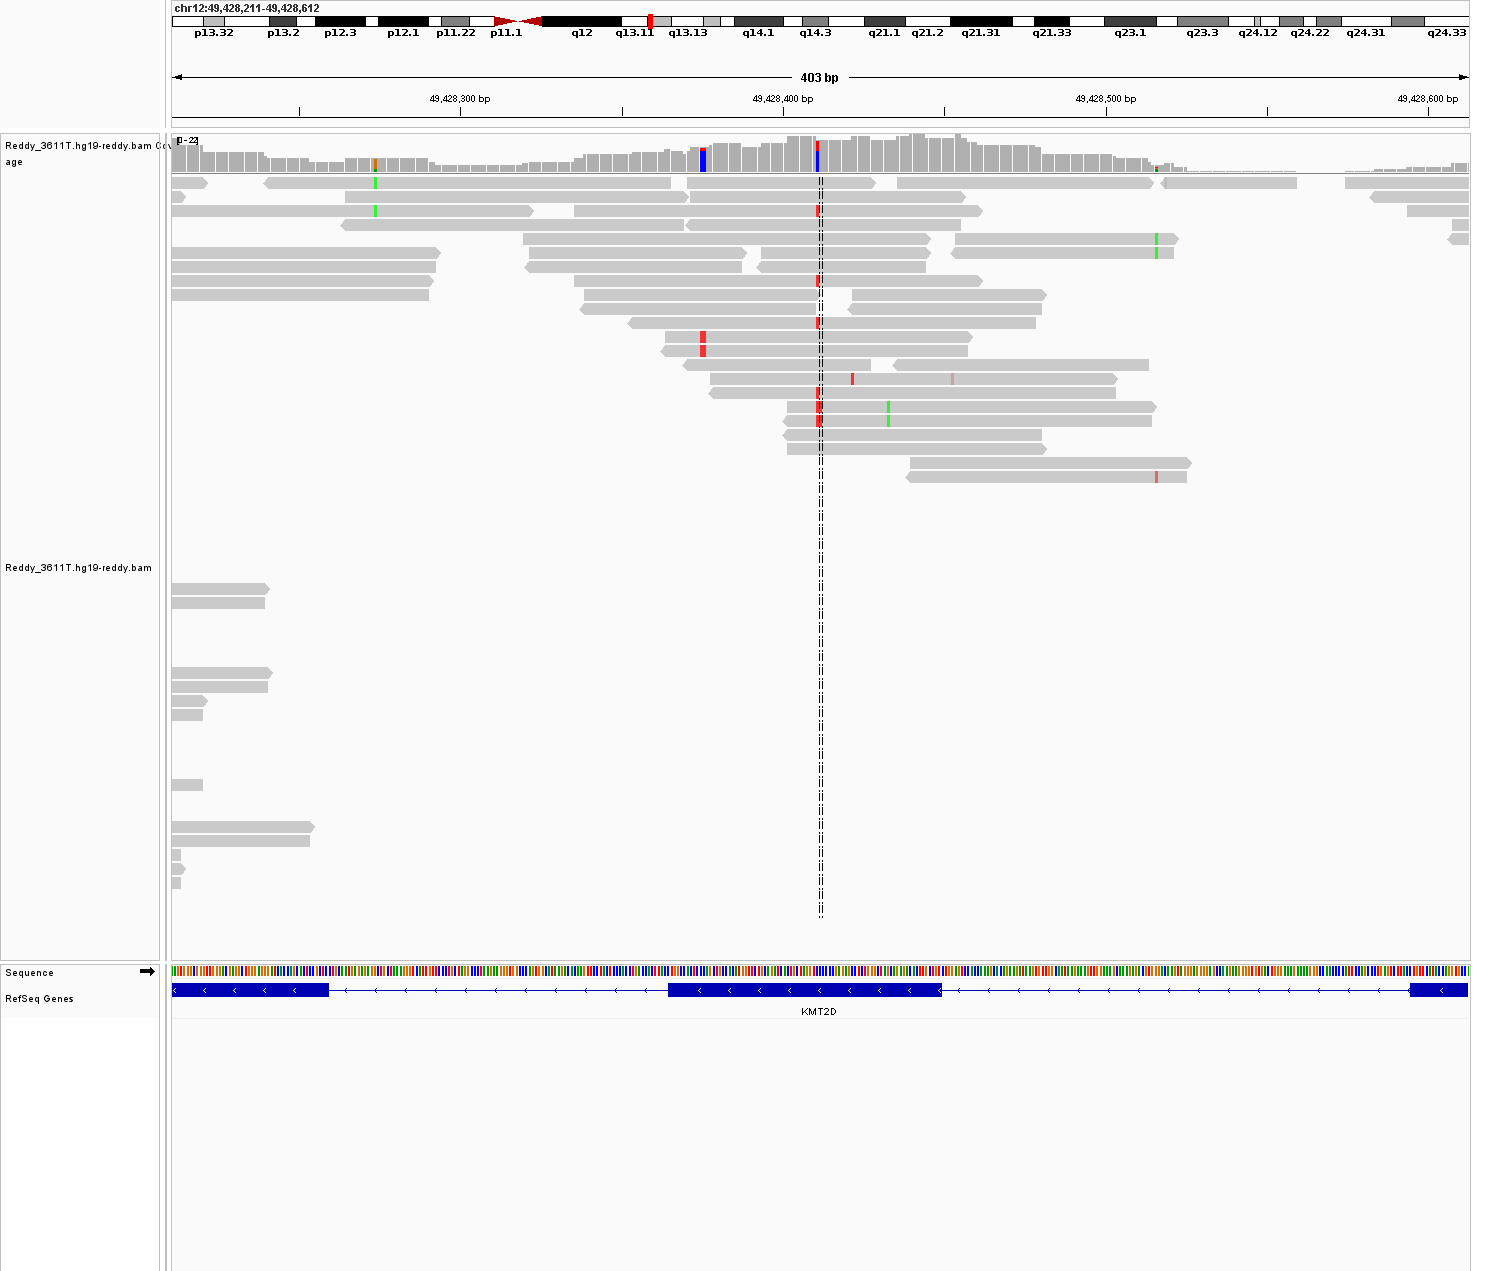 chr12:49,428,211-49,428,612
p13.32 p13.2 p12.3 p12.1 p11.22 p11.1 q12 q13.11 q13.13 q14.1 q14.3 q21.1 q21.2 q21.31 q21.33 q23.1 q23.3 q24.12 q24.22 q24.31 q24.33
403 bp
49,428,300 bp 49,428,400 bp 49,428,500 bp 49,428,600 bp
[0-22]
Reddy_3611T.hg19-reddy.bam Cov
age
Reddy_3611T.hg19-reddy.bam
Sequence
RefSeq Genes
KMT2D